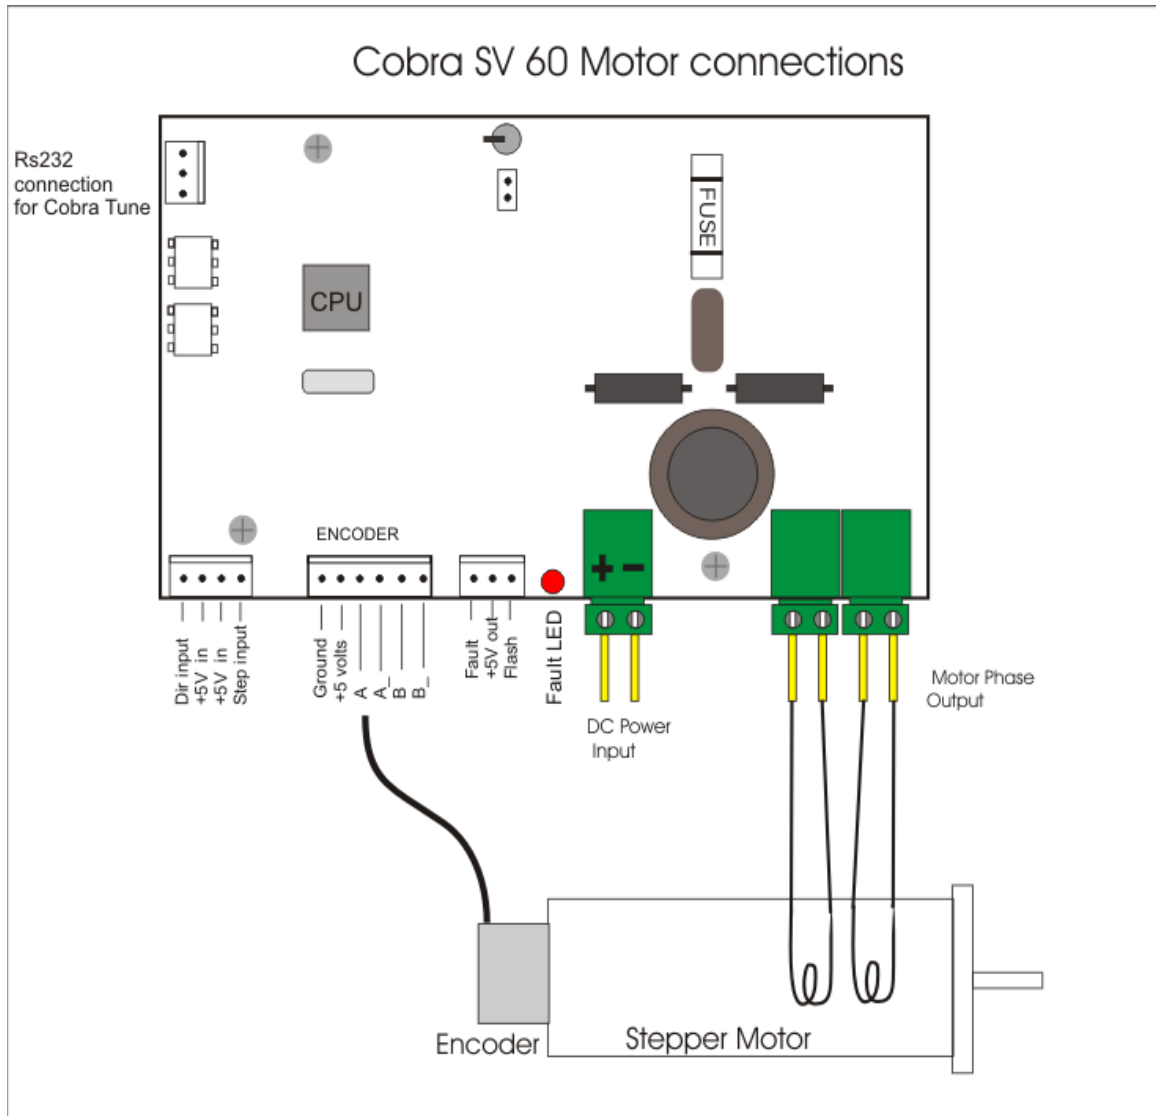 Cobra SV 60 Motor connections
Rs232
connection
for Cobra Tune
FUSE
CPU
ENCODER
+ −
Dir input
+5V in
+5V in
Step input
Ground
+5 volts
A
A_
B
B_
Fault
+5V out
Flash
Fault LED
DC Power
Input
Motor Phase
Output
Encoder
Stepper Motor